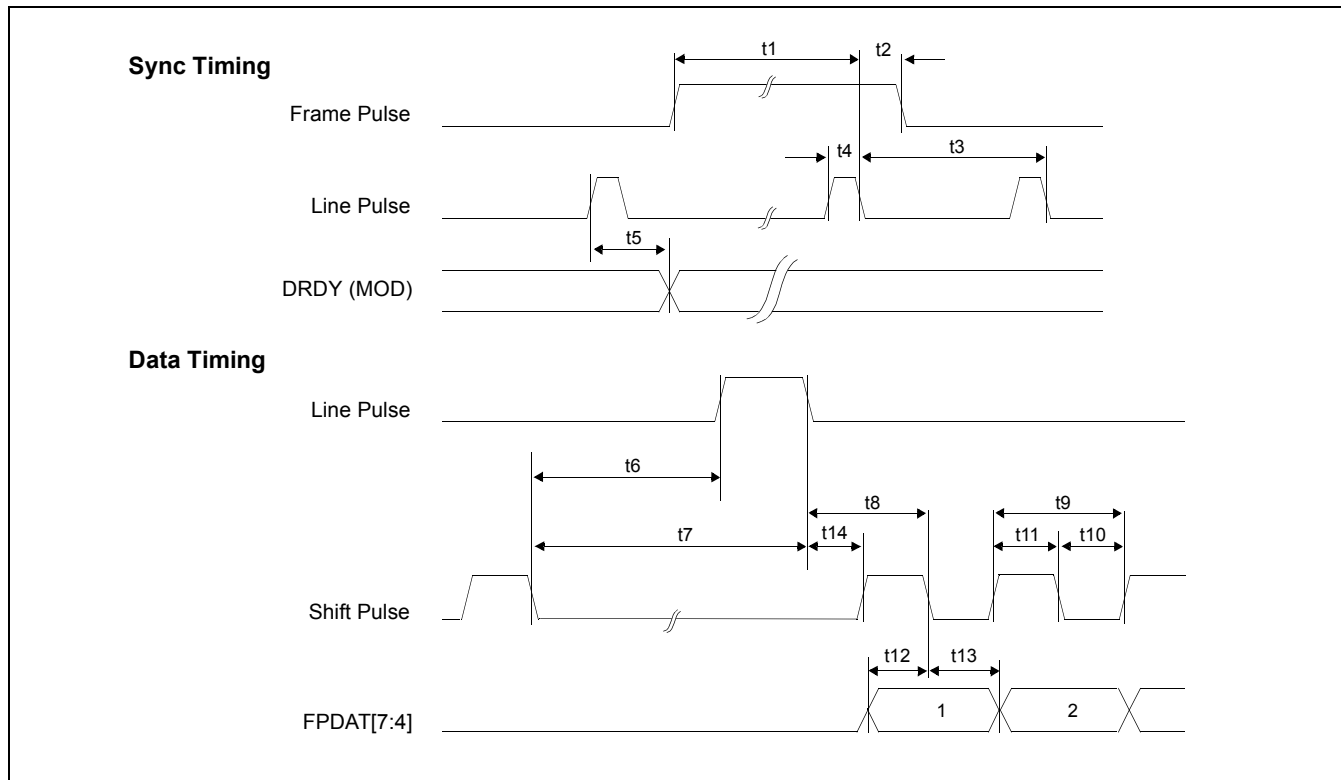 Sync Timing
t1
t2
Frame Pulse
t4
t3
Line Pulse
t5
DRDY (MOD)
Data Timing
Line Pulse
t6
t8
t9
t7
t14
t11
t10
Shift Pulse
t12
t13
FPDAT[7:4]
1
2